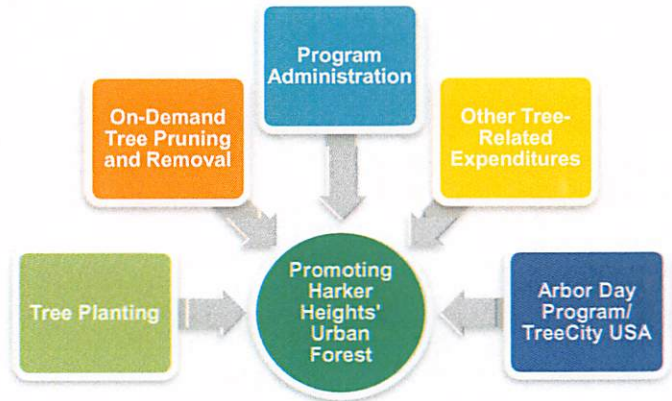 Program
Administration
On-Demand
Tree Pruning
and Removal
Other Tree-
Related
Expenditures
Tree Planting
Promoting
Harker
Heights'
Urban
Forest
Arbor Day
Program/
TreeCity USA